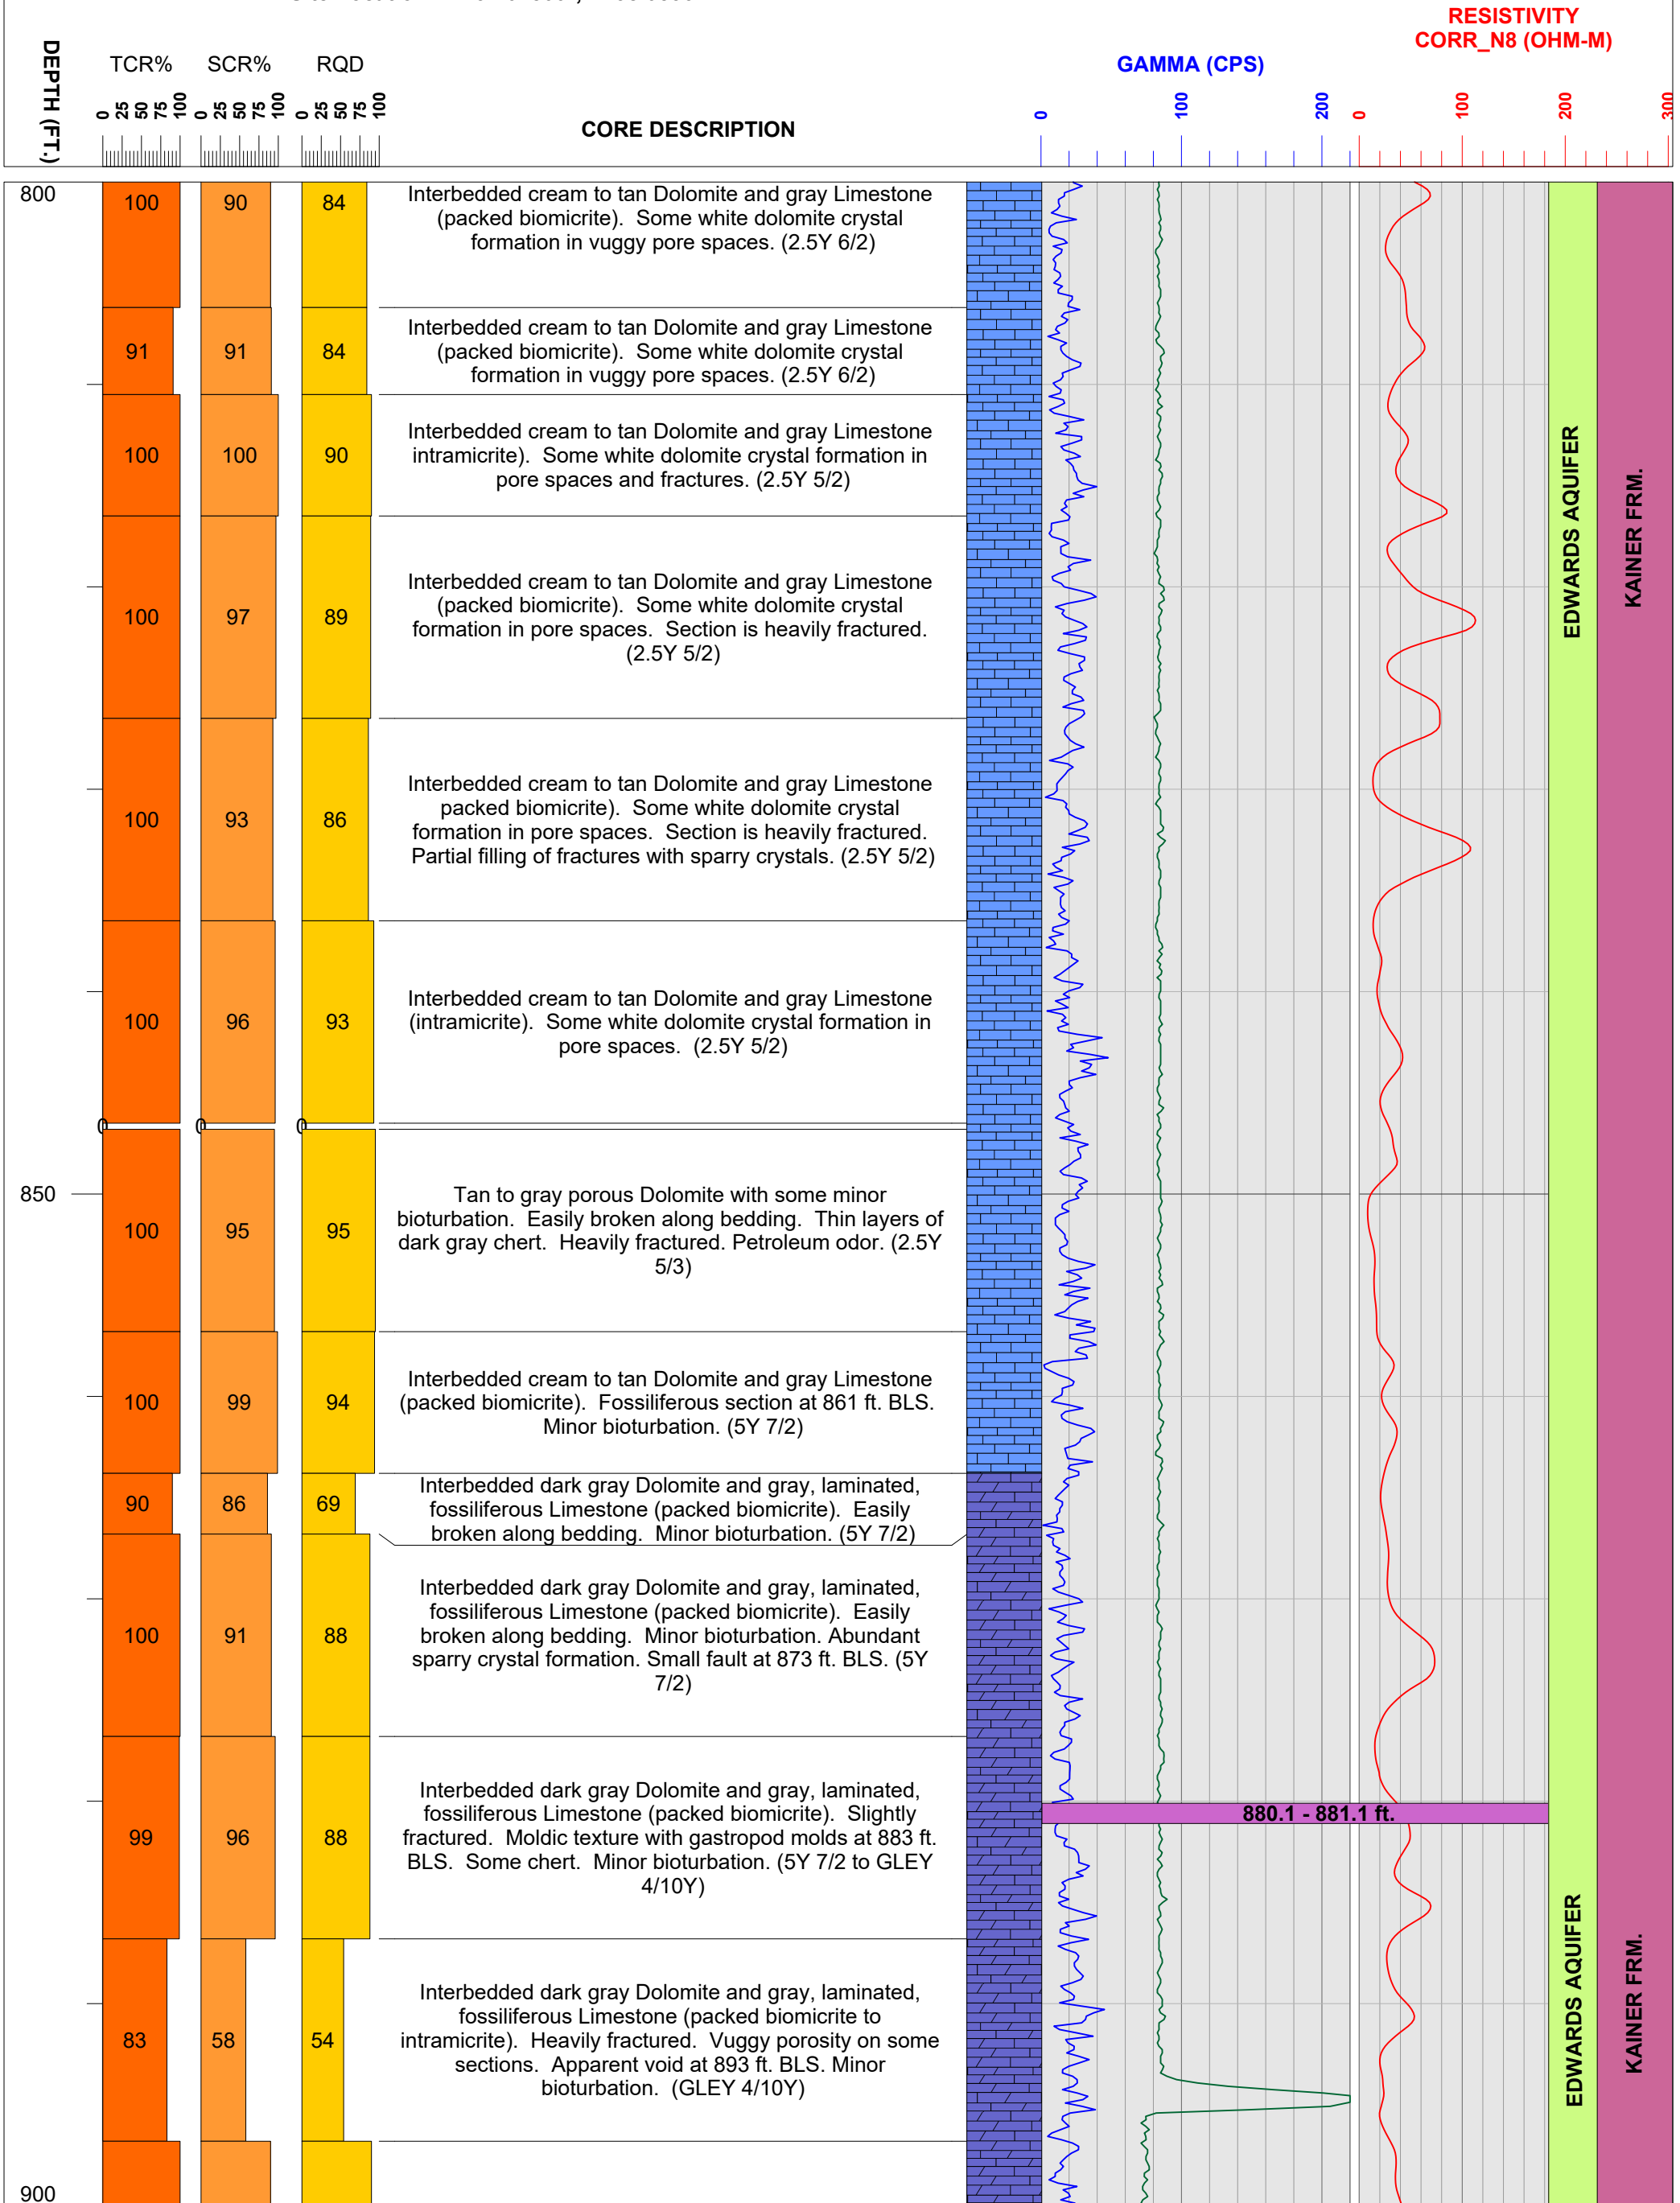 RESISTIVITY
CORR_N8 (OHM-M)
DEPTH (FT.)
TCR%
SCR%
RQD
GAMMA (CPS)
0 25 50 75 100
0 25 50 75 100
0 25 50 75 100
CORE DESCRIPTION
0 100 200
0 100 200 300
800
100 90 84
Interbedded cream to tan Dolomite and gray Limestone
(packed biomicrite). Some white dolomite crystal
formation in vuggy pore spaces. (2.5Y 6/2)
91 91 84
Interbedded cream to tan Dolomite and gray Limestone
(packed biomicrite). Some white dolomite crystal
formation in vuggy pore spaces. (2.5Y 6/2)
100 100 90
Interbedded cream to tan Dolomite and gray Limestone
intramicrite). Some white dolomite crystal formation in
pore spaces and fractures. (2.5Y 5/2)
EDWARDS AQUIFER
KAINER FRM.
100 97 89
Interbedded cream to tan Dolomite and gray Limestone
(packed biomicrite). Some white dolomite crystal
formation in pore spaces. Section is heavily fractured.
(2.5Y 5/2)
100 93 86
Interbedded cream to tan Dolomite and gray Limestone
packed biomicrite). Some white dolomite crystal
formation in pore spaces. Section is heavily fractured.
Partial filling of fractures with sparry crystals. (2.5Y 5/2)
100 96 93
Interbedded cream to tan Dolomite and gray Limestone
(intramicrite). Some white dolomite crystal formation in
pore spaces. (2.5Y 5/2)
0 0 0
850
100 95 95
Tan to gray porous Dolomite with some minor
bioturbation. Easily broken along bedding. Thin layers of
dark gray chert. Heavily fractured. Petroleum odor. (2.5Y
5/3)
100 99 94
Interbedded cream to tan Dolomite and gray Limestone
(packed biomicrite). Fossiliferous section at 861 ft. BLS.
Minor bioturbation. (5Y 7/2)
90 86 69
Interbedded dark gray Dolomite and gray, laminated,
fossiliferous Limestone (packed biomicrite). Easily
broken along bedding. Minor bioturbation. (5Y 7/2)
100 91 88
Interbedded dark gray Dolomite and gray, laminated,
fossiliferous Limestone (packed biomicrite). Easily
broken along bedding. Minor bioturbation. Abundant
sparry crystal formation. Small fault at 873 ft. BLS. (5Y
7/2)
880.1 - 881.1 ft.
99 96 88
Interbedded dark gray Dolomite and gray, laminated,
fossiliferous Limestone (packed biomicrite). Slightly
fractured. Moldic texture with gastropod molds at 883 ft.
BLS. Some chert. Minor bioturbation. (5Y 7/2 to GLEY
4/10Y)
EDWARDS AQUIFER
KAINER FRM.
83 58 54
Interbedded dark gray Dolomite and gray, laminated,
fossiliferous Limestone (packed biomicrite to
intramicrite). Heavily fractured. Vuggy porosity on some
sections. Apparent void at 893 ft. BLS. Minor
bioturbation. (GLEY 4/10Y)
900